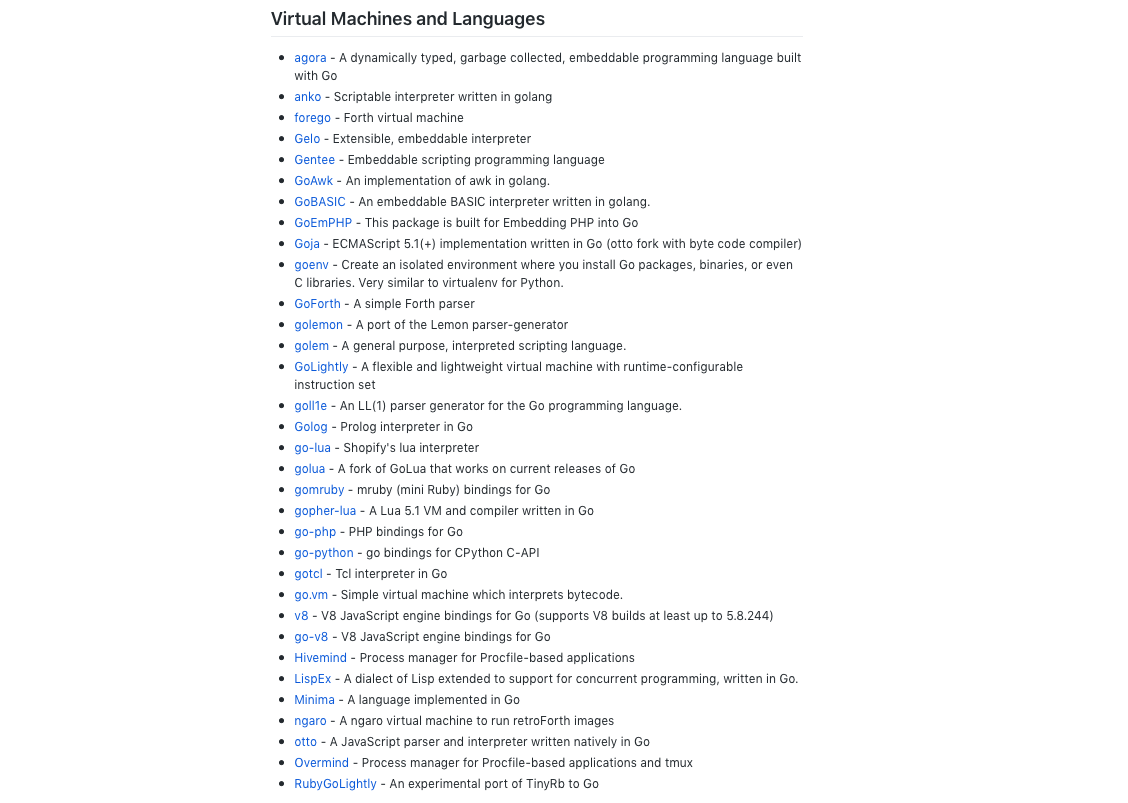 Virtual Machines and Languages
agora - A dynamically typed, garbage collected, embeddable programming language built
with Go
anko - Scriptable interpreter written in golang
forego - Forth virtual machine
Gelo - Extensible, embeddable interpreter
Gentee - Embeddable scripting programming language
GoAwk - An implementation of awk in golang.
GoBASIC - An embeddable BASIC interpreter written in golang.
GoEmPHP - This package is built for Embedding PHP into Go
Goja - ECMAScript 5.1(+) implementation written in Go (otto fork with byte code compiler)
goenv - Create an isolated environment where you install Go packages, binaries, or even
C libraries. Very similar to virtualenv for Python.
GoForth - A simple Forth parser
golemon - A port of the Lemon parser-generator
golem - A general purpose, interpreted scripting language.
GoLightly - A flexible and lightweight virtual machine with runtime-configurable
instruction set
goll1e - An LL(1) parser generator for the Go programming language.
Golog - Prolog interpreter in Go
go-lua - Shopify's lua interpreter
golua - A fork of GoLua that works on current releases of Go
gomruby - mruby (mini Ruby) bindings for Go
gopher-lua - A Lua 5.1 VM and compiler written in Go
go-php - PHP bindings for Go
go-python - go bindings for CPython C-API
gotcl - Tcl interpreter in Go
go.vm - Simple virtual machine which interprets bytecode.
v8 - V8 JavaScript engine bindings for Go (supports V8 builds at least up to 5.8.244)
go-v8 - V8 JavaScript engine bindings for Go
Hivemind - Process manager for Procfile-based applications
LispEx - A dialect of Lisp extended to support for concurrent programming, written in Go.
Minima - A language implemented in Go
ngaro - A ngaro virtual machine to run retroForth images
otto - A JavaScript parser and interpreter written natively in Go
Overmind - Process manager for Procfile-based applications and tmux
RubyGoLightly - An experimental port of TinyRb to Go